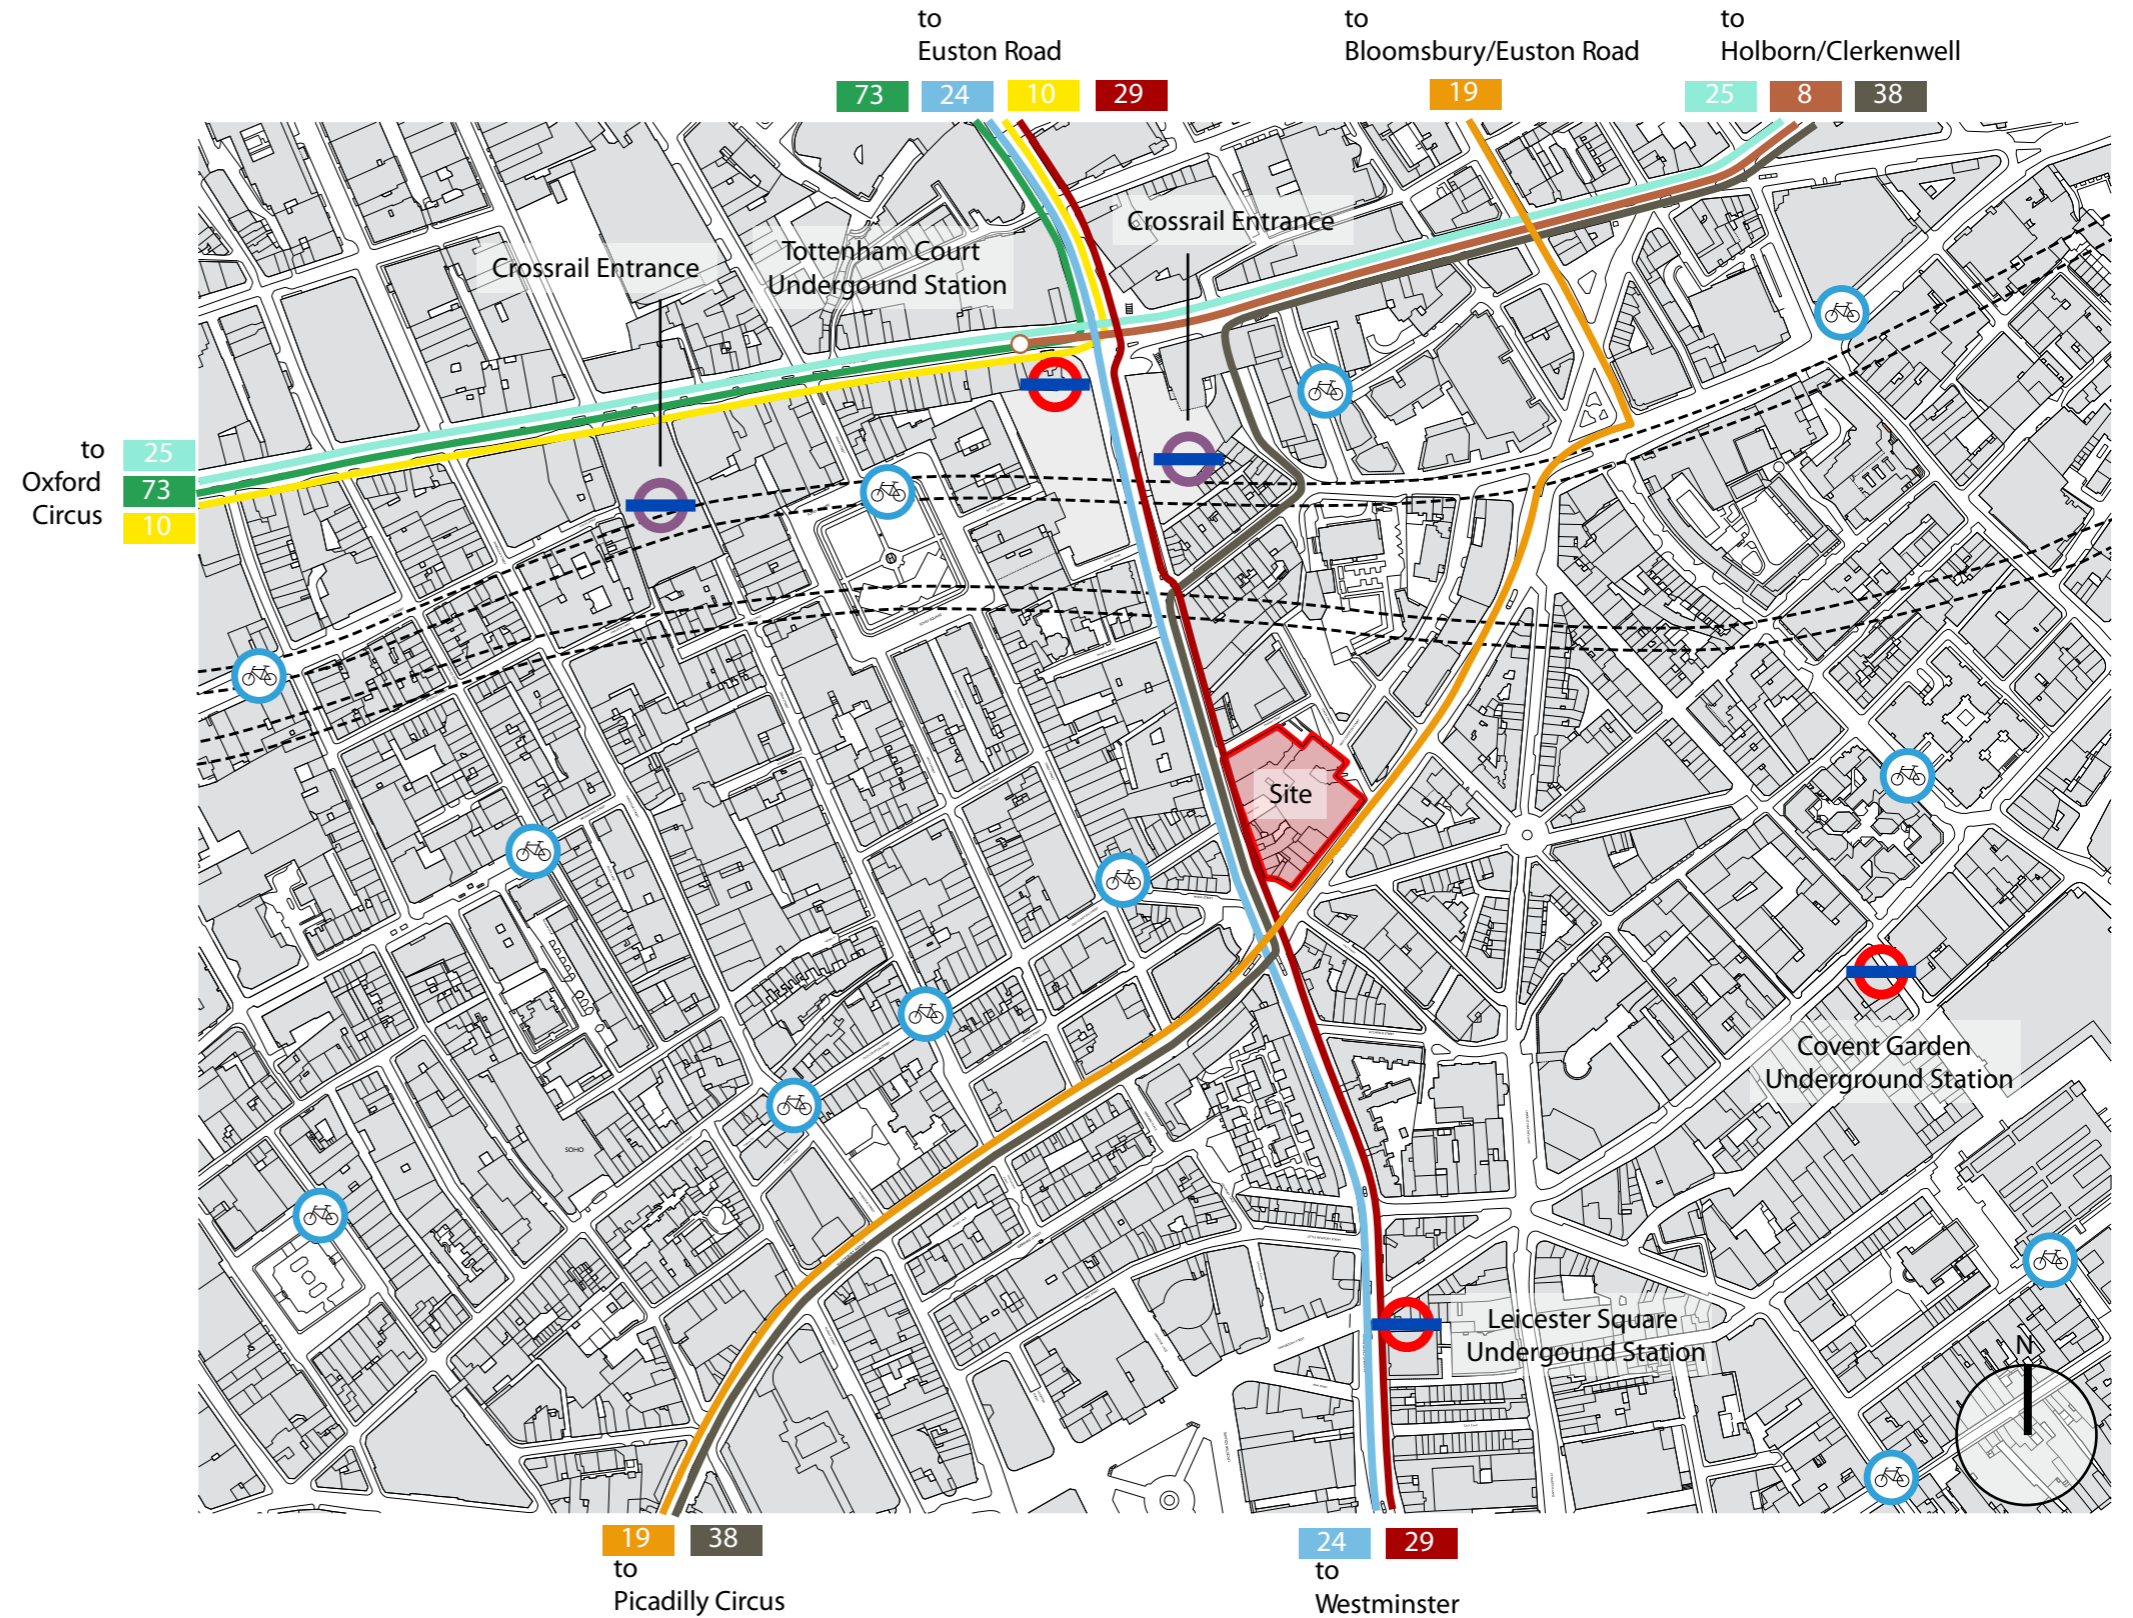 to
Euston Road
73 24 10 29
to
Bloomsbury/Euston Road
19
to
Holborn/Clerkenwell
25 8 38
Crossrail Entrance
Tottenham Court
Undergound Station
Crossrail Entrance
to
Oxford
Circus
25
73
10
Site
Covent Garden
Underground Station
SOHO
Leicester Square
Undergound Station
N
19 38
to
Picadilly Circus
24 29
to
Westminster